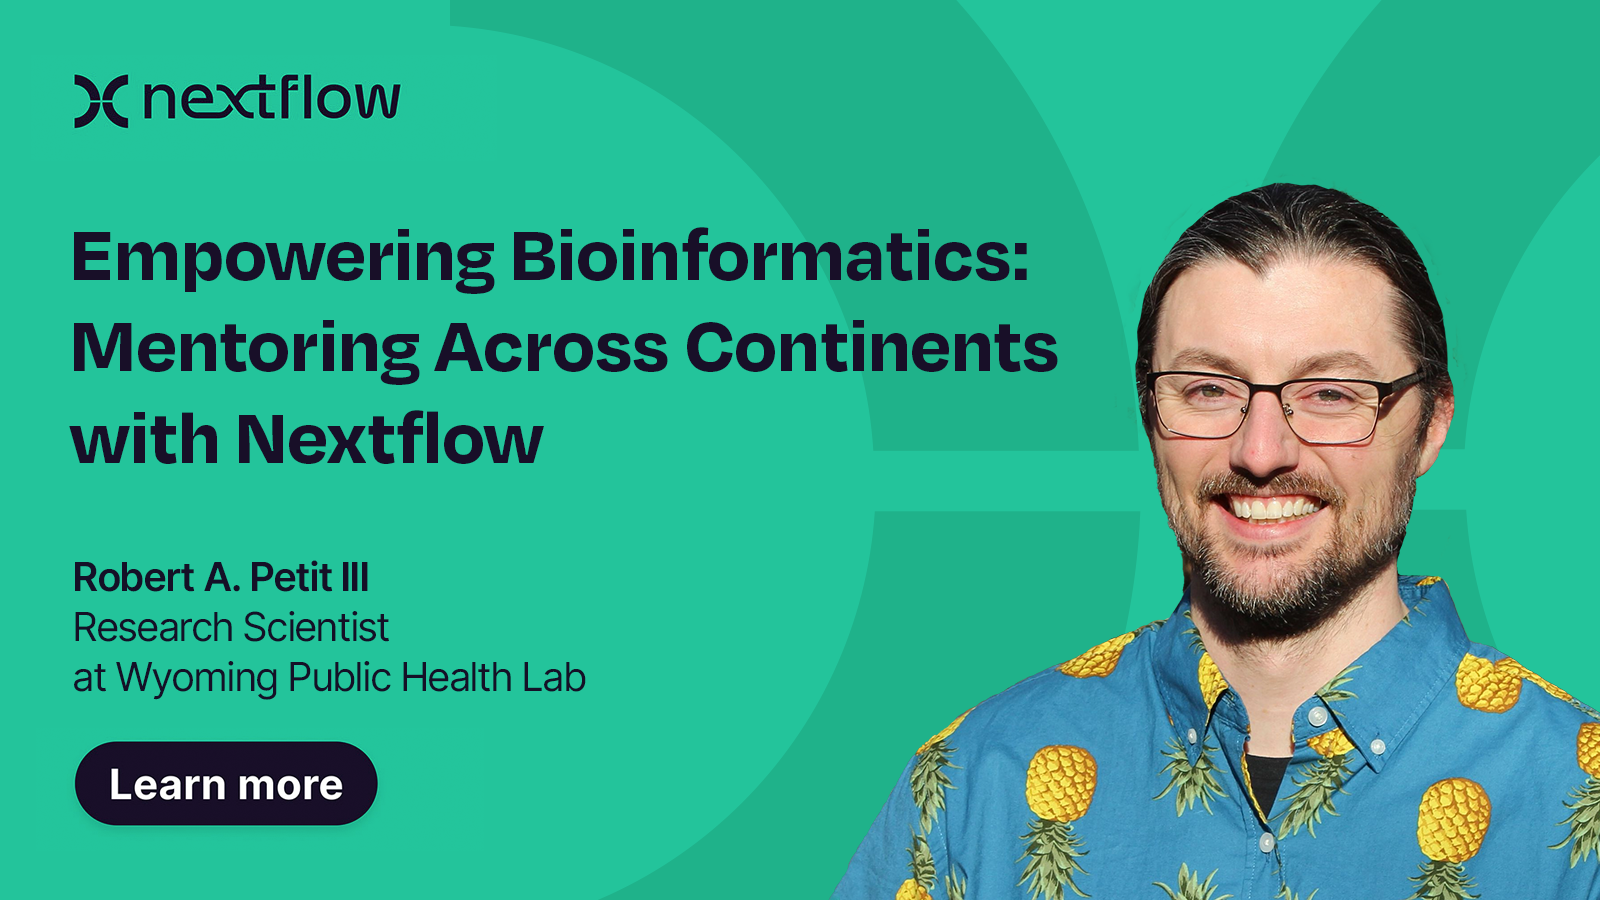 nextflow
Empowering Bioinformatics:
Mentoring Across Continents
with Nextflow
Robert A. Petit III
Research Scientist
at Wyoming Public Health Lab
Learn more